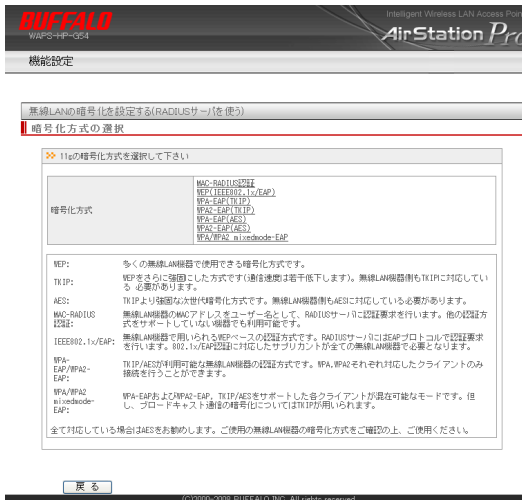 BUFFALO
WAPS-HP-G54
Intelligent Wireless LAN Access Poin
AirStation Pro
機能設定
無線LANの暗号化を設定する(RADIUSサーバを使う)
暗号化方式の選択
11gの暗号化方式を選択して下さい
暗号化方式
MAC-RADIUS認証
WEP(IEEE802.1x/EAP)
WPA-EAP(TKIP)
WPA2-EAP(TKIP)
WPA-EAP(AES)
WPA2-EAP(AES)
WPA/WPA2 mixedmode-EAP
WEP: 多くの無線LAN機器で使用できる暗号化方式です。
TKIP: WEPをさらに強固にした方式です(通信速度は若干低下します)。無線LAN機器側もTKIPに対応してい
る 必要があります。
AES: TKIPより強固な次世代暗号化方式です。無線LAN機器側もAESに対応している必要があります。
MAC-RADIUS
認証:
無線LAN機器のMACアドレスをユーザー名として、RADIUSサーバに認証要求を行います。他の認証方
式をサポートしていない機器でも利用可能です。
IEEE802.1x/EAP:
無線LAN機器で用いられるWEPベースの認証方式です。RADIUSサーバにはEAPプロトコルで認証要求
を行います。802.1x/EAP認証に対応したサプリカントが全ての無線LAN機器で必要となります。
WPA-
EAP/WPA2-
EAP:
TKIP/AESが利用可能な無線LAN機器の認証方式です。WPA,WPA2それぞれ対応したクライアントのみ
接続を行うことができます。
WPA/WPA2
mixedmode-
EAP:
WPA-EAPおよびWPA2-EAP, TKIP/AESをサポートした各クライアントが混在可能なモードです。但
し、ブロードキャスト通信の暗号化についてはTKIPが用いられます。
全て対応している場合はAESをお勧めします。ご使用の無線LAN機器の暗号化方式をご確認の上、ご使用ください。
戻る
(C)2000-2008 BUFFALO INC. All rights reserved.